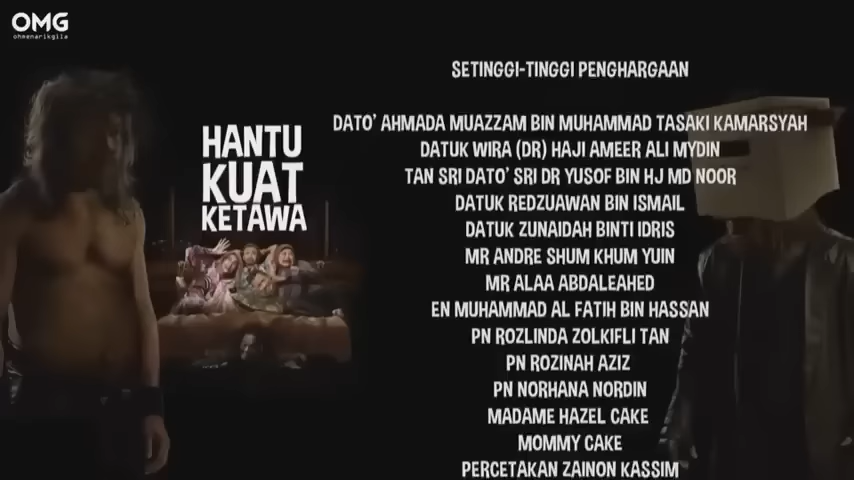 OMG
ohmenarikgila
HANTU
KUAT
KETAWA
SETINGGI-TINGGI PENGHARGAAN
DATO' AHMADA MUAZZAM BIN MUHAMMAD TASAKI KAMARSYAH
DATUK WIRA (DR) HAJI AMEER ALI MYDIN
TAN SRI DATO' SRI DR YUSOF BIN HJ MD NOOR
DATUK REDZUAWAN BIN ISMAIL
DATUK ZUNAIDAH BINTI IDRIS
MR ANDRE SHUM KHUM YUIN
MR ALAA ABDALEAHED
EN MUHAMMAD AL FATIH BIN HASSAN
PN ROZLINDA ZOLKIFLI TAN
PN ROZINAH AZIZ
PN NORHANA NORDIN
MADAME HAZEL CAKE
MOMMY CAKE
PERCETAKAN ZAINON KASSIM